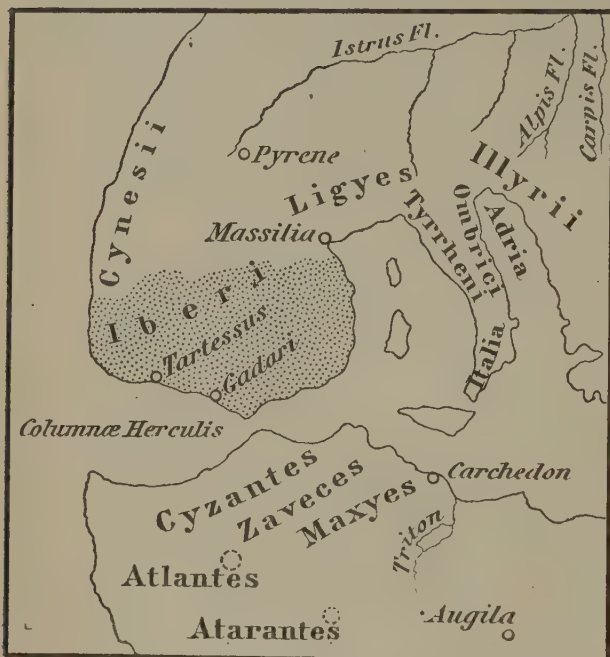 Istrus Fl.
Alpis Fl.
Carpis Fl.
Cynesii
Pyrene
Ligyes
Illyrii
Massilia
Tyrrheni
Ombrici
Adria
Iberi
Tartessus
Gadari
Italia
Columnæ Herculis
Cyzantes
Zaveces
Maxyes
Carchedon
Triton
Atlantes
Atarantes
Augila